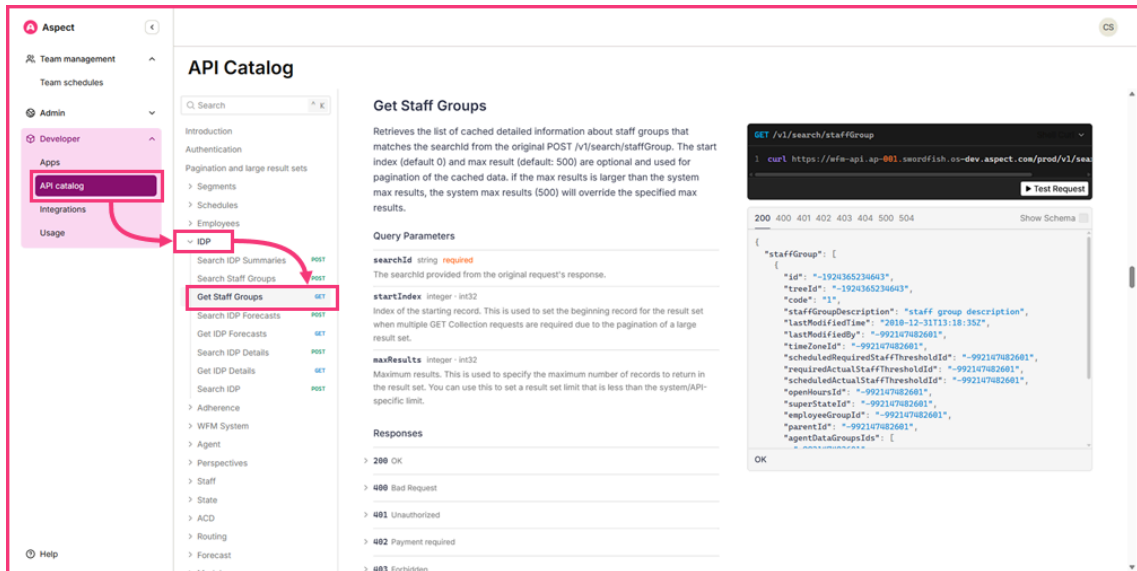 Aspect
CS
Team management
Team schedules
Admin
Developer
Apps
API catalog
Integrations
Usage
Help
API Catalog
Search
^ K
Introduction
Authentication
Pagination and large result sets
Segments
Schedules
Employees
IDP
Search IDP Summaries POST
Search Staff Groups POST
Get Staff Groups GET
Search IDP Forecasts POST
Get IDP Forecasts GET
Search IDP Details POST
Get IDP Details GET
Search IDP POST
Adherence
WFM System
Agent
Perspectives
Staff
State
ACD
Routing
Forecast
Get Staff Groups
Retrieves the list of cached detailed information about staff groups that
matches the searchId from the original POST /v1/search/staffGroup. The start
index (default 0) and max result (default: 500) are optional and used for
pagination of the cached data. if the max results is larger than the system
max results, the system max results (500) will override the specified max
results.
Query Parameters
searchId string required
The searchId provided from the original request's response.
startIndex integer · int32
Index of the starting record. This is used to set the beginning record for the result set
when multiple GET Collection requests are required due to the pagination of a large
result set.
maxResults integer · int32
Maximum results. This is used to specify the maximum number of records to return in
the result set. You can use this to set a result set limit that is less than the system/API-
specific limit.
Responses
200 OK
400 Bad Request
401 Unauthorized
402 Payment required
403 Forbidden
GET /v1/search/staffGroup
1 curl https://wfm-api.ap-001.swordfish.os-dev.aspect.com/prod/v1/sea
Test Request
200 400 401 402 403 404 500 504 Show Schema
{
"staffGroup": [
{
"id": "-1924365234643",
"treeId": "-1924365234643",
"code": "1",
"staffGroupDescription": "staff group description",
"lastModifiedTime": "2010-12-31T13:18:35Z",
"lastModifiedBy": "-992147482601",
"timeZoneId": "-992147482601",
"scheduledRequiredStaffThresholdId": "-992147482601",
"requiredActualStaffThresholdId": "-992147482601",
"scheduledActualStaffThresholdId": "-992147482601",
"openHoursId": "-992147482601",
"superStateId": "-992147482601",
"employeeGroupId": "-992147482601",
"parentId": "-992147482601",
"agentDataGroupsIds": [
OK